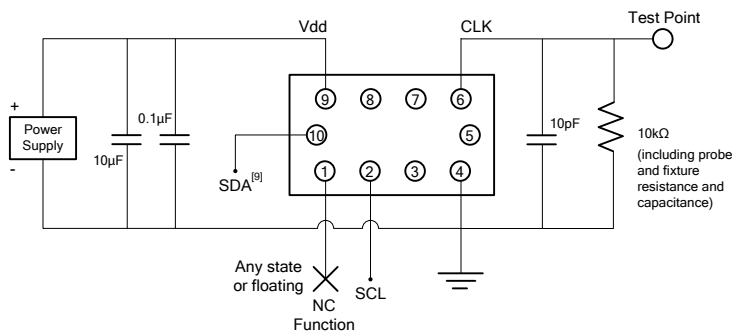 Vdd
CLK
Test Point
+
Power
Supply
-
10µF
0.1µF
9
8
7
6
10
5
1
2
3
4
SDA[9]
10pF
10kΩ
(including probe
and fixture
resistance and
capacitance)
Any state
or floating
NC
Function
SCL